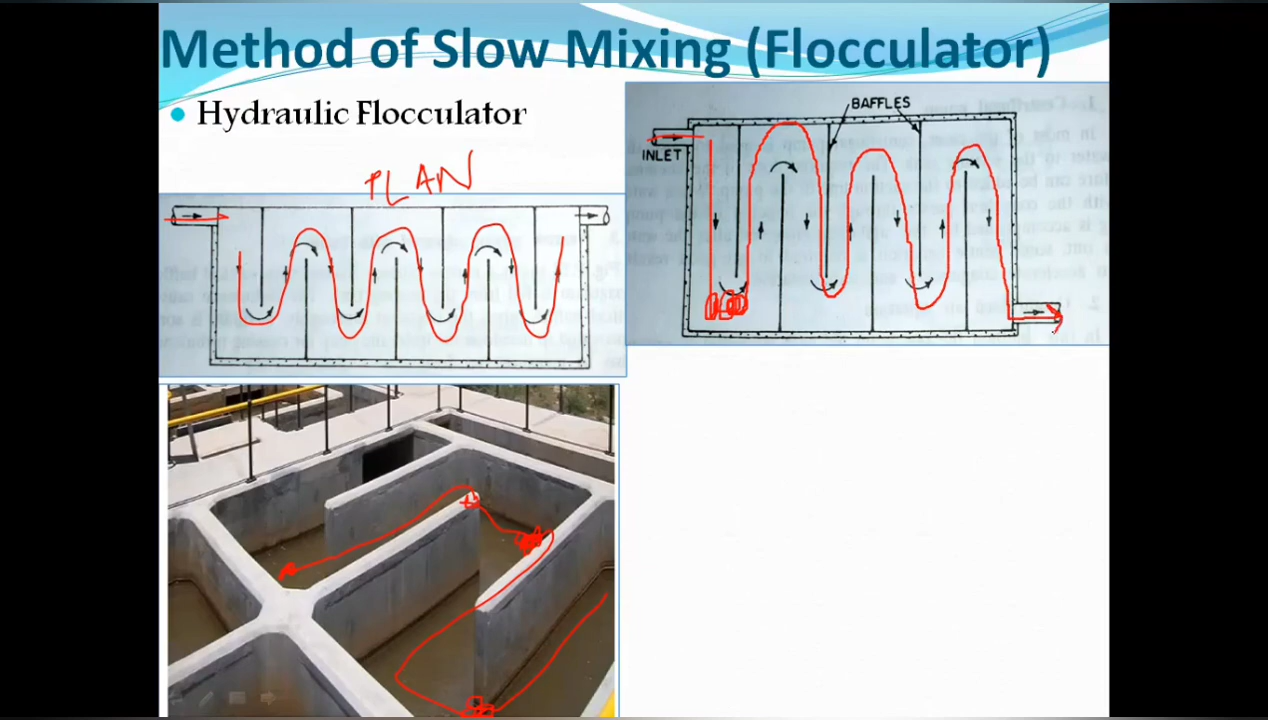 Method of Slow Mixing (Flocculator)
Hydraulic Flocculator
PLAN
BAFFLES
INLET